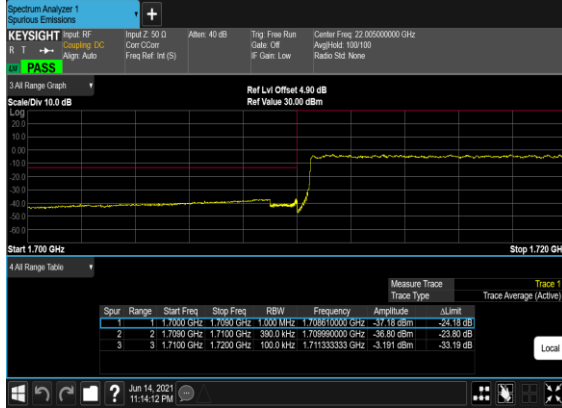 Spectrum Analyzer 1
Spurious Emissions
+
KEYSIGHT Input: RF Input Z: 50 Ω Atten: 40 dB Trig: Free Run Center Freq: 22.005000000 GHz
R T Coupling: DC Corr CCorr Gate: Off Avg|Hold: 100/100
Align: Auto Freq Ref: Int (S) IF Gain: Low Radio Std: None
PASS
3 All Range Graph
Ref Lvl Offset 4.90 dB
Scale/Div 10.0 dB Ref Value 30.00 dBm
Log
20.0
10.0
0.00
-10.0
-20.0
-30.0
-40.0
-50.0
-60.0
Start 1.700 GHz Stop 1.720 GH
4 All Range Table
Measure Trace Trace 1
Trace Type Trace Average (Active)
Spur Range Start Freq Stop Freq RBW Frequency Amplitude ΔLimit
1 1 1.7000 GHz 1.7090 GHz 1.000 MHz 1.708610000 GHz -37.18 dBm -24.18 dB
2 2 1.7090 GHz 1.7100 GHz 390.0 kHz 1.709990000 GHz -36.80 dBm -23.80 dB
3 3 1.7100 GHz 1.7200 GHz 100.0 kHz 1.711333333 GHz -3.191 dBm -33.19 dB
Local
? Jun 14, 2021
11:14:12 PM